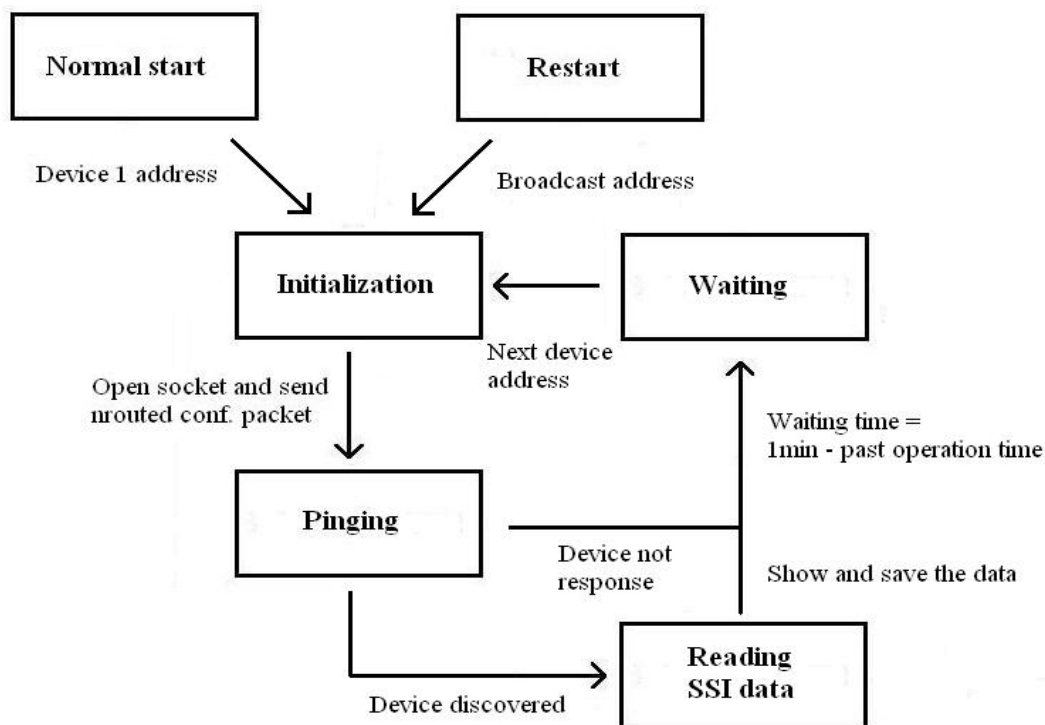 Normal start
Restart
Device 1 address
Broadcast address
Initialization
Waiting
Next device
address
Open socket and send
nrouted conf. packet
Waiting time =
1min - past operation time
Pinging
Device not
response
Show and save the data
Reading
SSI data
Device discovered